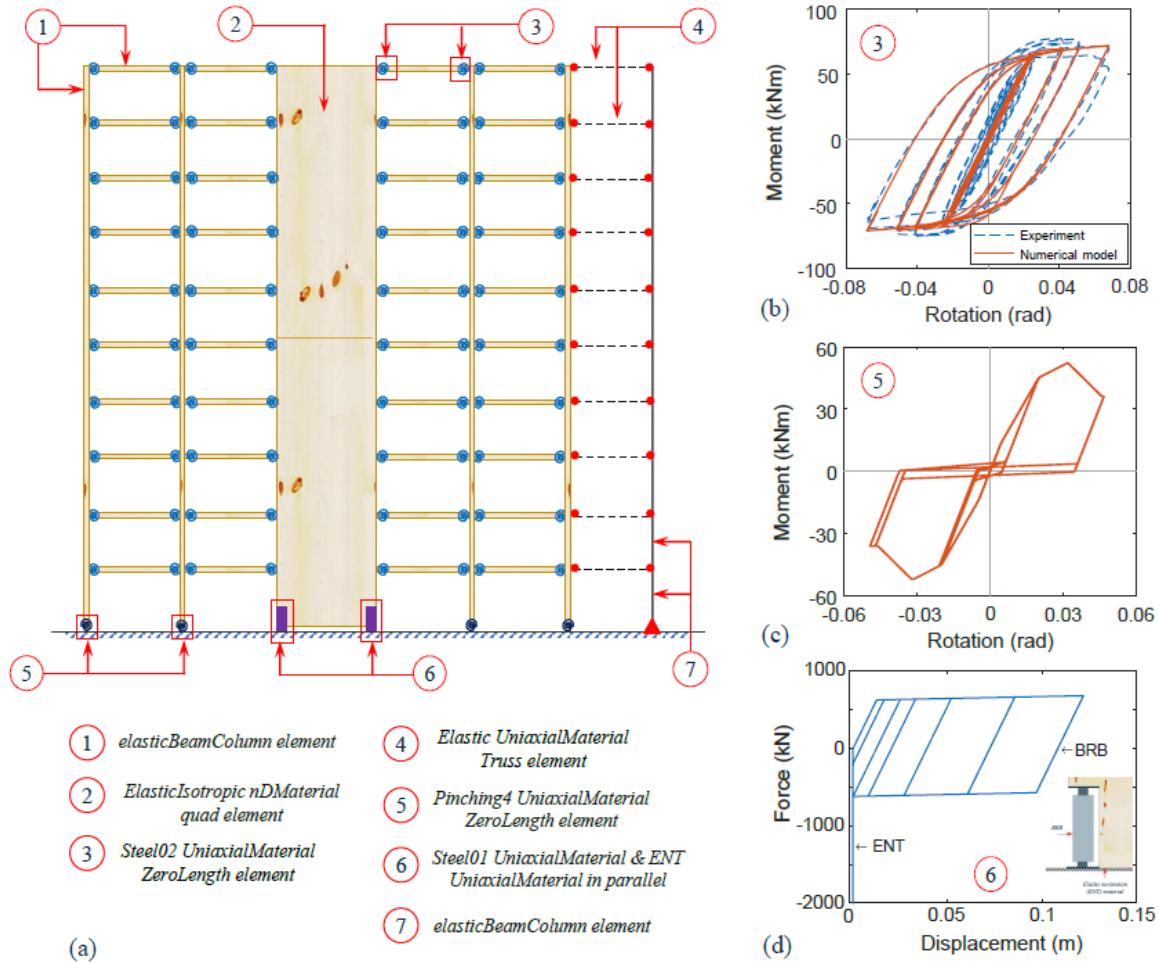 1
2
3
4
5
6
7
1
elasticBeamColumn element
2
ElasticIsotropic nDMaterial
quad element
3
Steel02 UniaxialMaterial
ZeroLength element
4
Elastic UniaxialMaterial
Truss element
5
Pinching4 UniaxialMaterial
ZeroLength element
6
Steel01 UniaxialMaterial & ENT
UniaxialMaterial in parallel
7
elasticBeamColumn element
(a)
3
100
50
0
-50
-100
Moment (kNm)
Experiment
Numerical model
-0.08
-0.04
0
0.04
0.08
Rotation (rad)
(b)
5
60
30
0
-30
-60
Moment (kNm)
-0.06
-0.03
0
0.03
0.06
Rotation (rad)
(c)
1000
0
-1000
-2000
Force (kN)
← BRB
← ENT
6
Elastic no-tension
(ENT) material
0
0.05
0.1
0.15
Displacement (m)
(d)